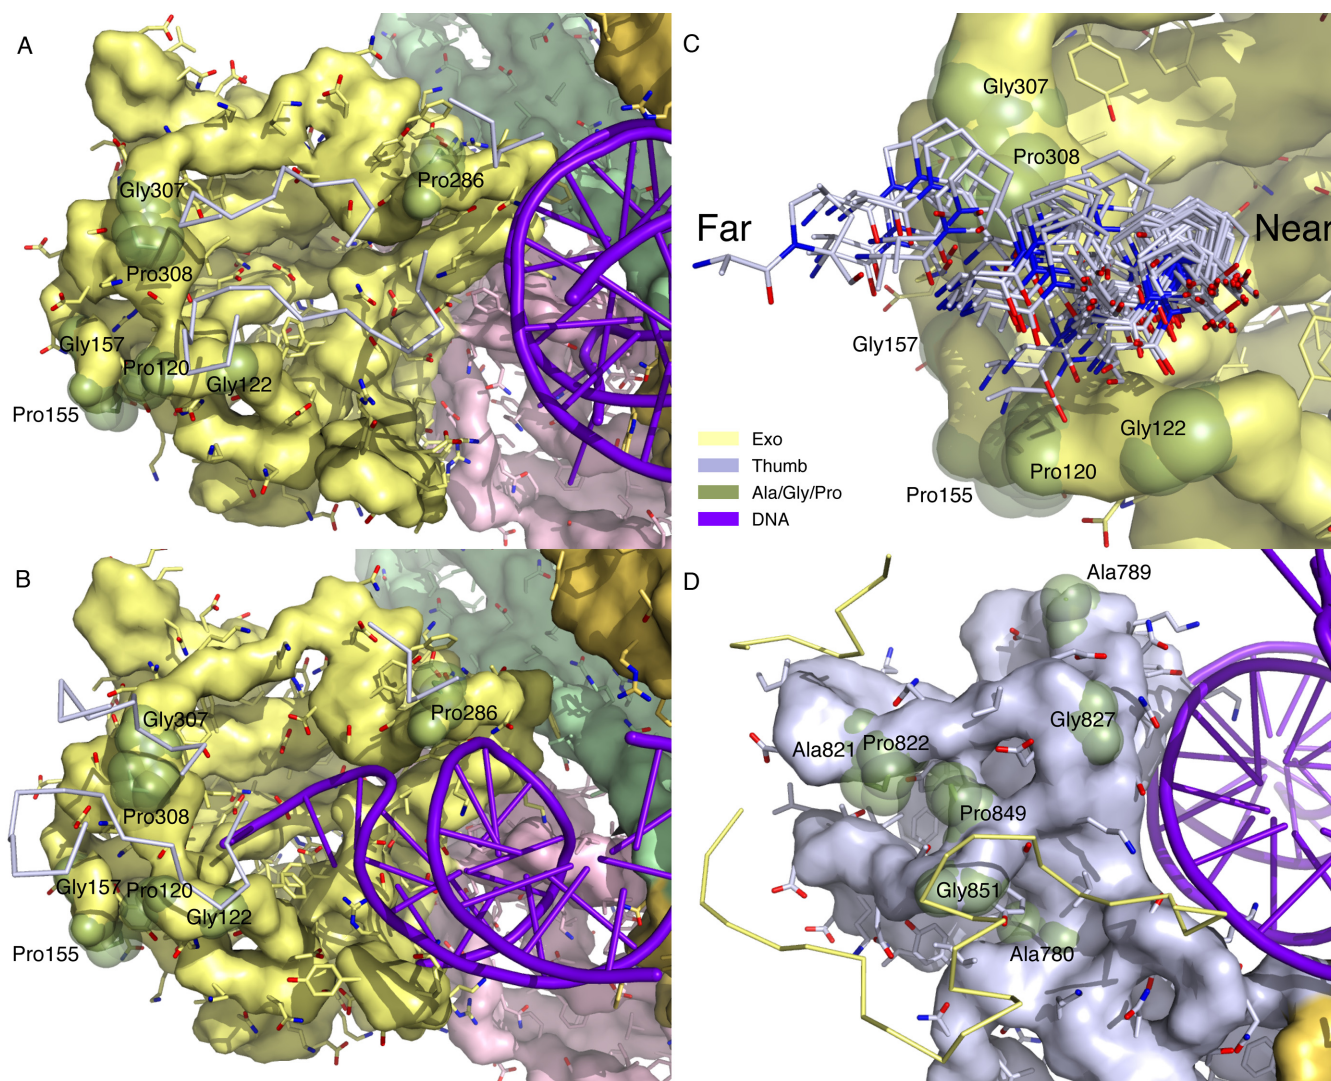 A
Gly307
Pro286
Pro308
Gly157
Pro120
Gly122
Pro155
B
Gly307
Pro286
Pro308
Gly157
Pro120
Gly122
Pro155
C
Gly307
Pro308
Far
Near
Gly157
Gly122
Pro120
Pro155
Exo
Thumb
Ala/Gly/Pro
DNA
D
Ala789
Gly827
Ala821
Pro822
Pro849
Gly851
Ala780